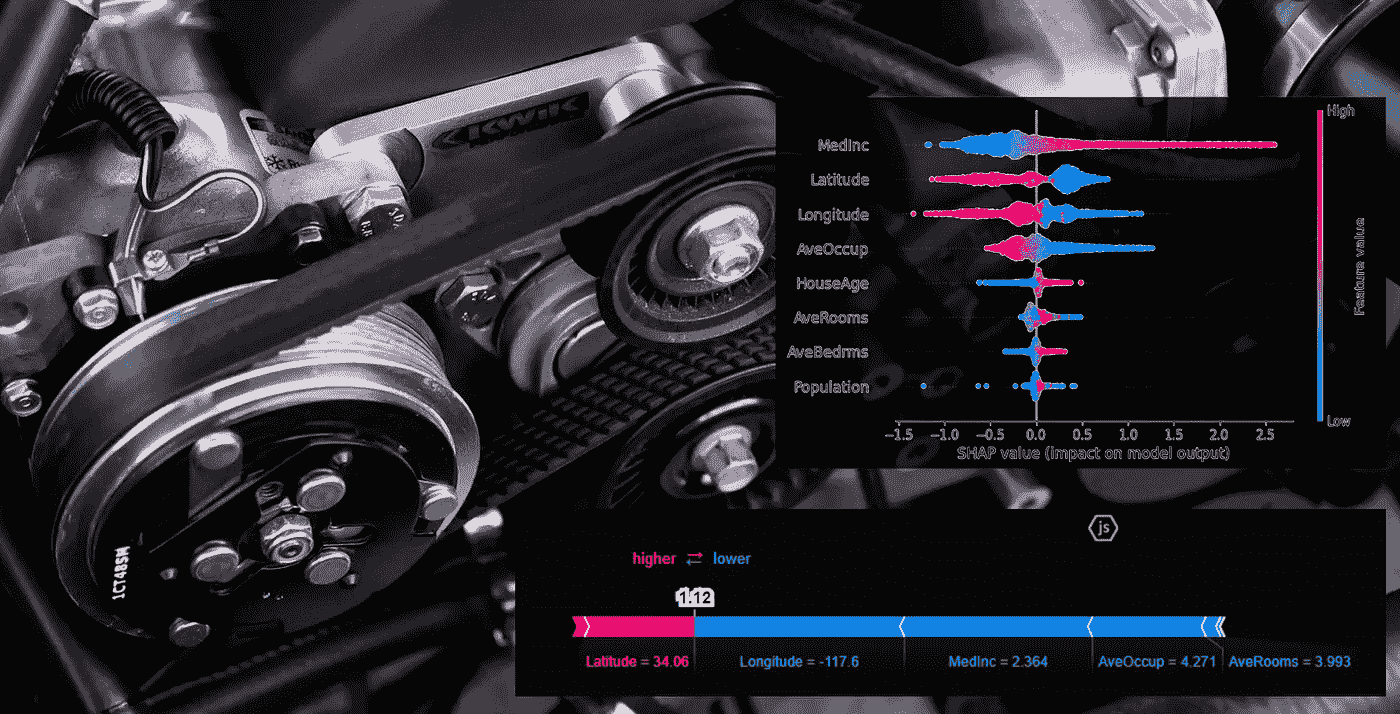 KWIK
1CT48SM
High
MedInc
Latitude
Longitude
AveOccup
HouseAge
AveRooms
AveBedrms
Population
Feature value
Low
−1.5 −1.0 −0.5 0.0 0.5 1.0 1.5 2.0 2.5
SHAP value (impact on model output)
js
higher ⇄ lower
1.12
Latitude = 34.06 Longitude = -117.6 MedInc = 2.364 AveOccup = 4.271 AveRooms = 3.993